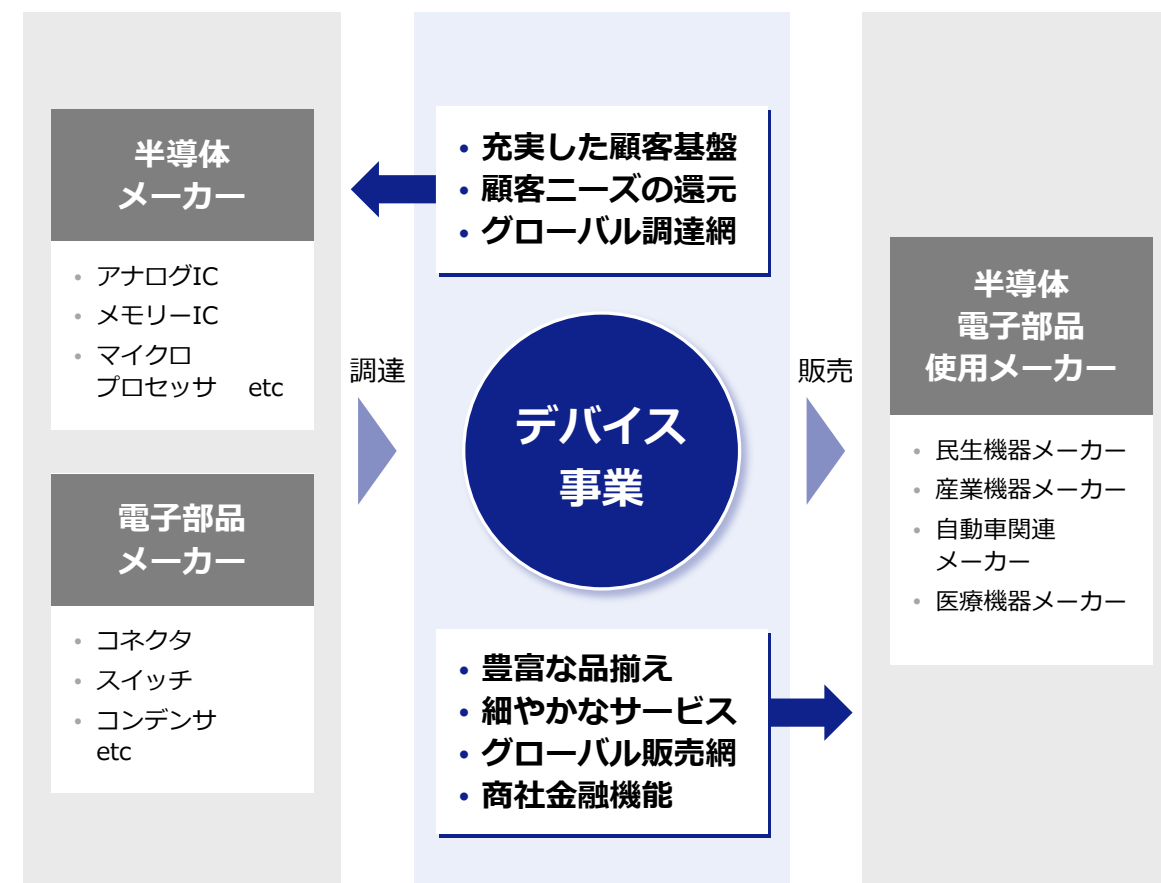 半導体
メーカー
• アナログIC
• メモリーIC
• マイクロ
プロセッサ　etc
電子部品
メーカー
• コネクタ
• スイッチ
• コンデンサ
etc
調達
• 充実した顧客基盤
• 顧客ニーズの還元
• グローバル調達網
デバイス
事業
• 豊富な品揃え
• 細やかなサービス
• グローバル販売網
• 商社金融機能
販売
半導体
電子部品
使用メーカー
• 民生機器メーカー
• 産業機器メーカー
• 自動車関連
メーカー
• 医療機器メーカー